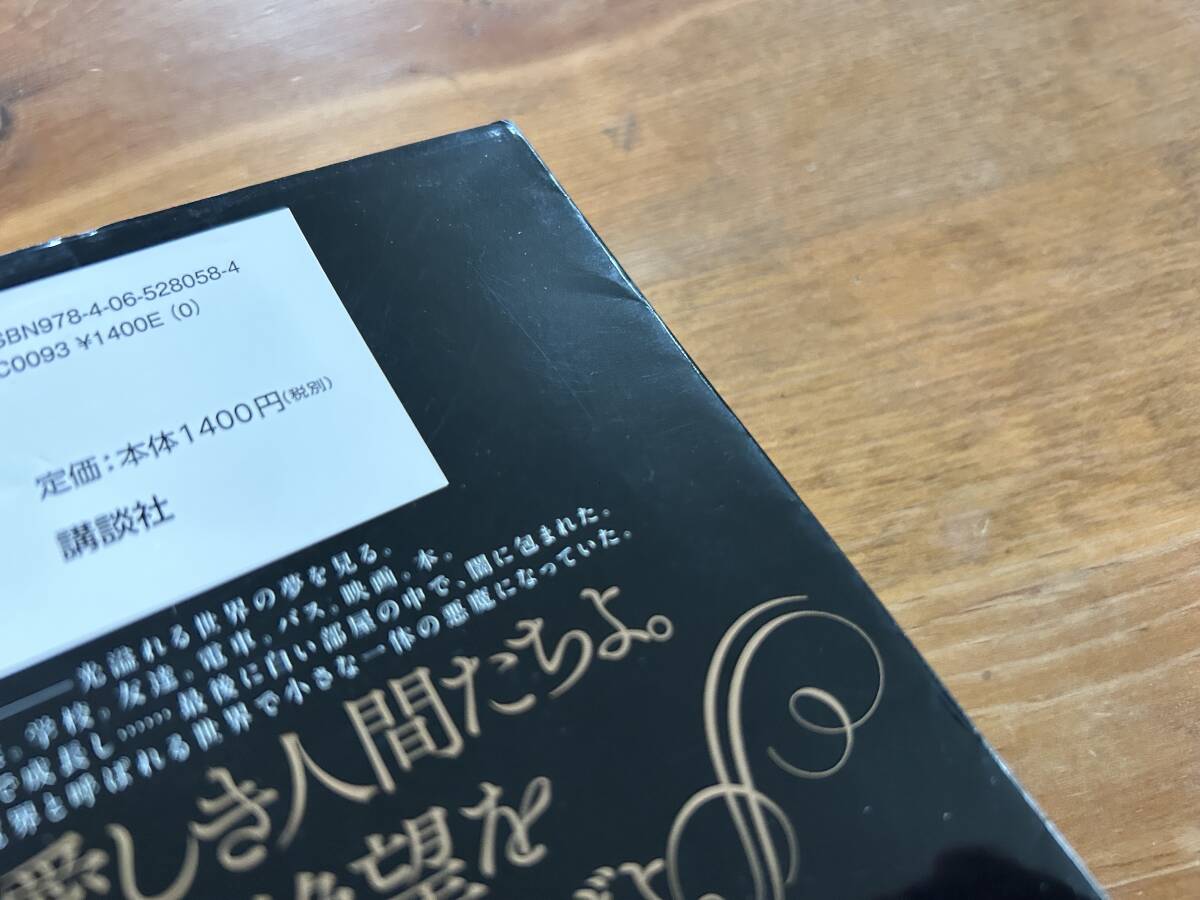 SBN978-4-06-528058-4
C0093 ¥1400E (0)
定価：本体1400円(税別)
講談社
――光溢れる世界の夢を見る。
、学校、友達、電車、バス、映画、本。
で成長し……最後に白い部屋の中で、闇に包まれた。
界と呼ばれる世界で小さな一体の悪魔になっていた。
愛しき人間たちよ。
絶望を